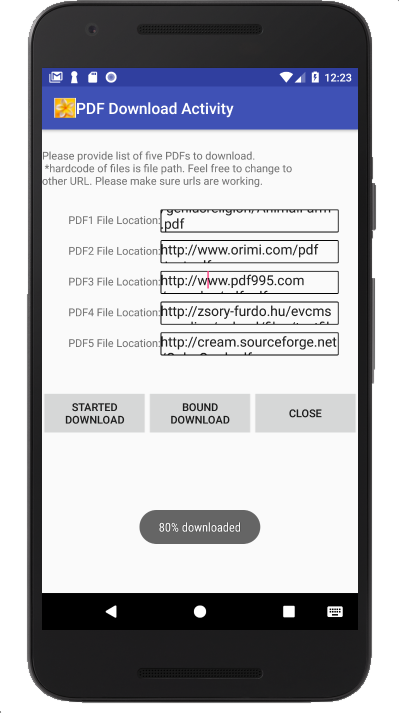 12:23
PDF Download Activity
Please provide list of five PDFs to download.
*hardcode of files is file path. Feel free to change to
other URL. Please make sure urls are working.
PDF1 File Location:
.pdf
PDF2 File Location:
http://www.orimi.com/pdf
PDF3 File Location:
http://www.pdf995.com
PDF4 File Location:
http://zsory-furdo.hu/evcms
PDF5 File Location:
http://cream.sourceforge.net
STARTED
DOWNLOAD
BOUND
DOWNLOAD
CLOSE
80% downloaded